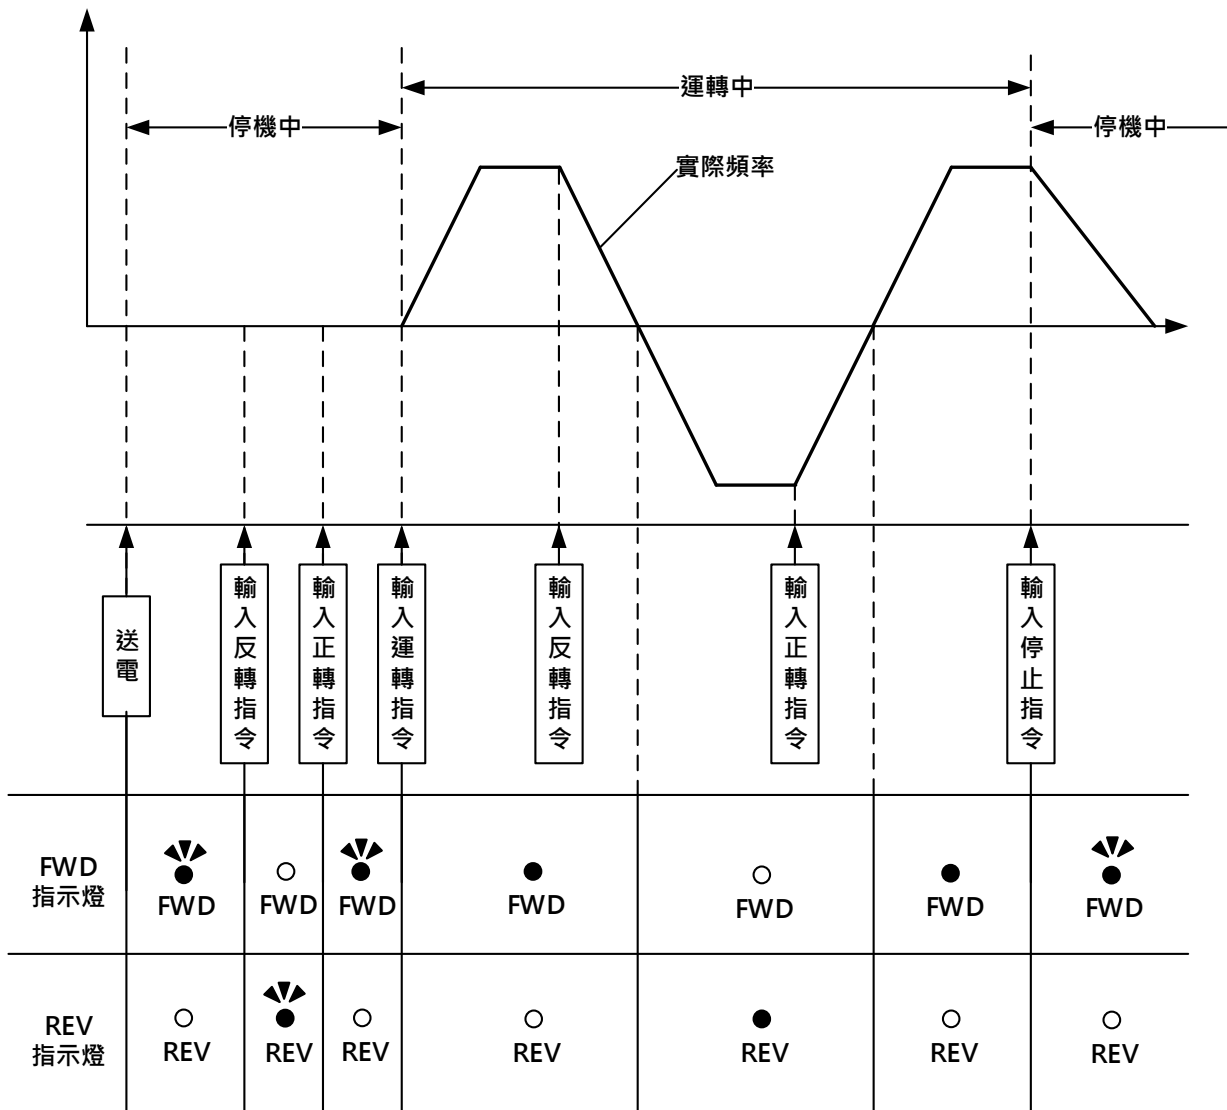 運轉中
停機中
停機中
實際頻率
送電
輸入反轉指令
輸入正轉指令
輸入運轉指令
輸入反轉指令
輸入正轉指令
輸入停止指令
FWD
指示燈
FWD
FWD
FWD
FWD
FWD
FWD
FWD
REV
指示燈
REV
REV
REV
REV
REV
REV
REV